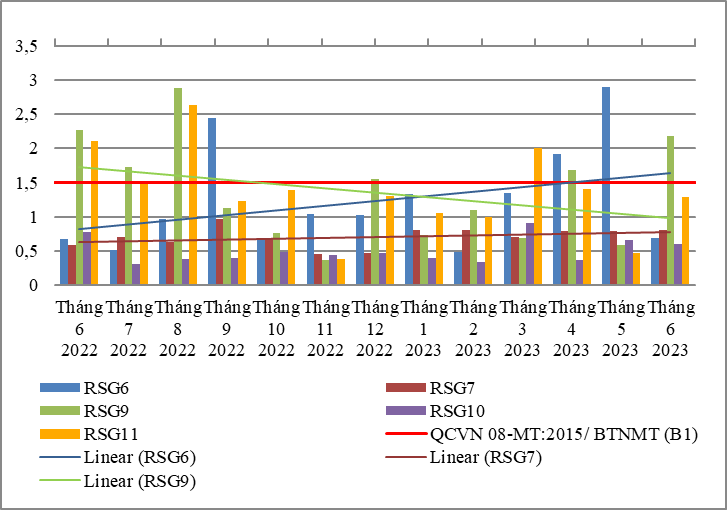 3,5
3
2,5
2
1,5
1
0,5
0
Tháng Tháng Tháng Tháng Tháng Tháng Tháng Tháng Tháng Tháng Tháng Tháng Tháng
6 7 8 9 10 11 12 1 2 3 4 5 6
2022 2022 2022 2022 2022 2022 2022 2023 2023 2023 2023 2023 2023
RSG6 RSG7
RSG9 RSG10
RSG11 QCVN 08-MT:2015/ BTNMT (B1)
Linear (RSG6) Linear (RSG7)
Linear (RSG9)